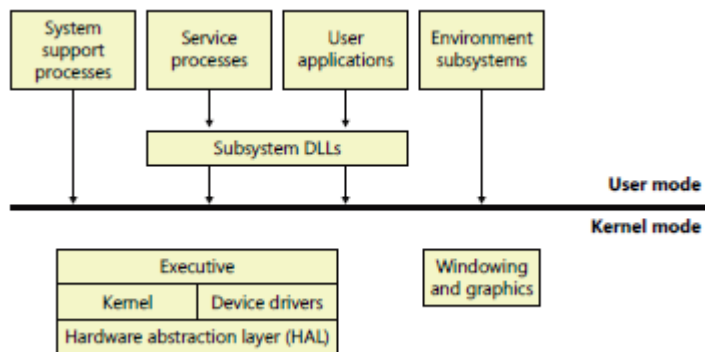 System
support
processes
Service
processes
User
applications
Environment
subsystems
Subsystem DLLs
User mode
Kernel mode
Executive
Kernel
Device drivers
Hardware abstraction layer (HAL)
Windowing
and graphics